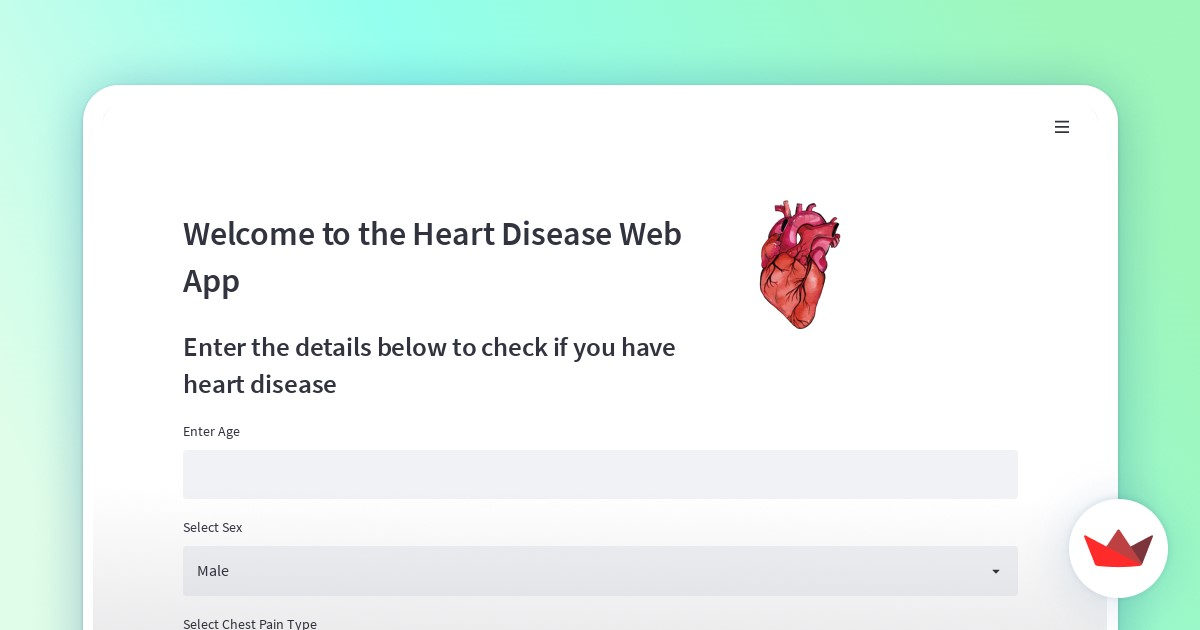 Welcome to the Heart Disease Web
App
Enter the details below to check if you have
heart disease
Enter Age
Select Sex
Male
Select Chest Pain Type